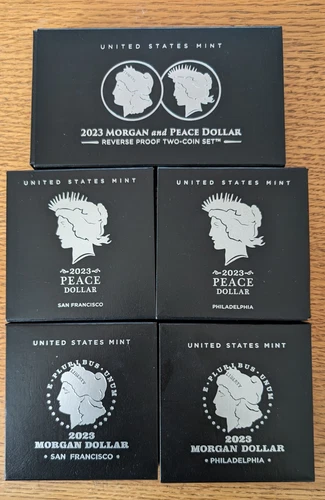 UNITED STATES MINT
2023 MORGAN and PEACE DOLLAR
REVERSE PROOF TWO-COIN SET™
UNITED STATES MINT
2023
PEACE
DOLLAR
SAN FRANCISCO
UNITED STATES MINT
2023
PEACE
DOLLAR
PHILADELPHIA
UNITED STATES MINT
E·PLURIBUS·UNUM
LIBERTY
2023
MORGAN DOLLAR
• SAN FRANCISCO •
UNITED STATES MINT
E·PLURIBUS·UNUM
LIBERTY
2023
MORGAN DOLLAR
• PHILADELPHIA •